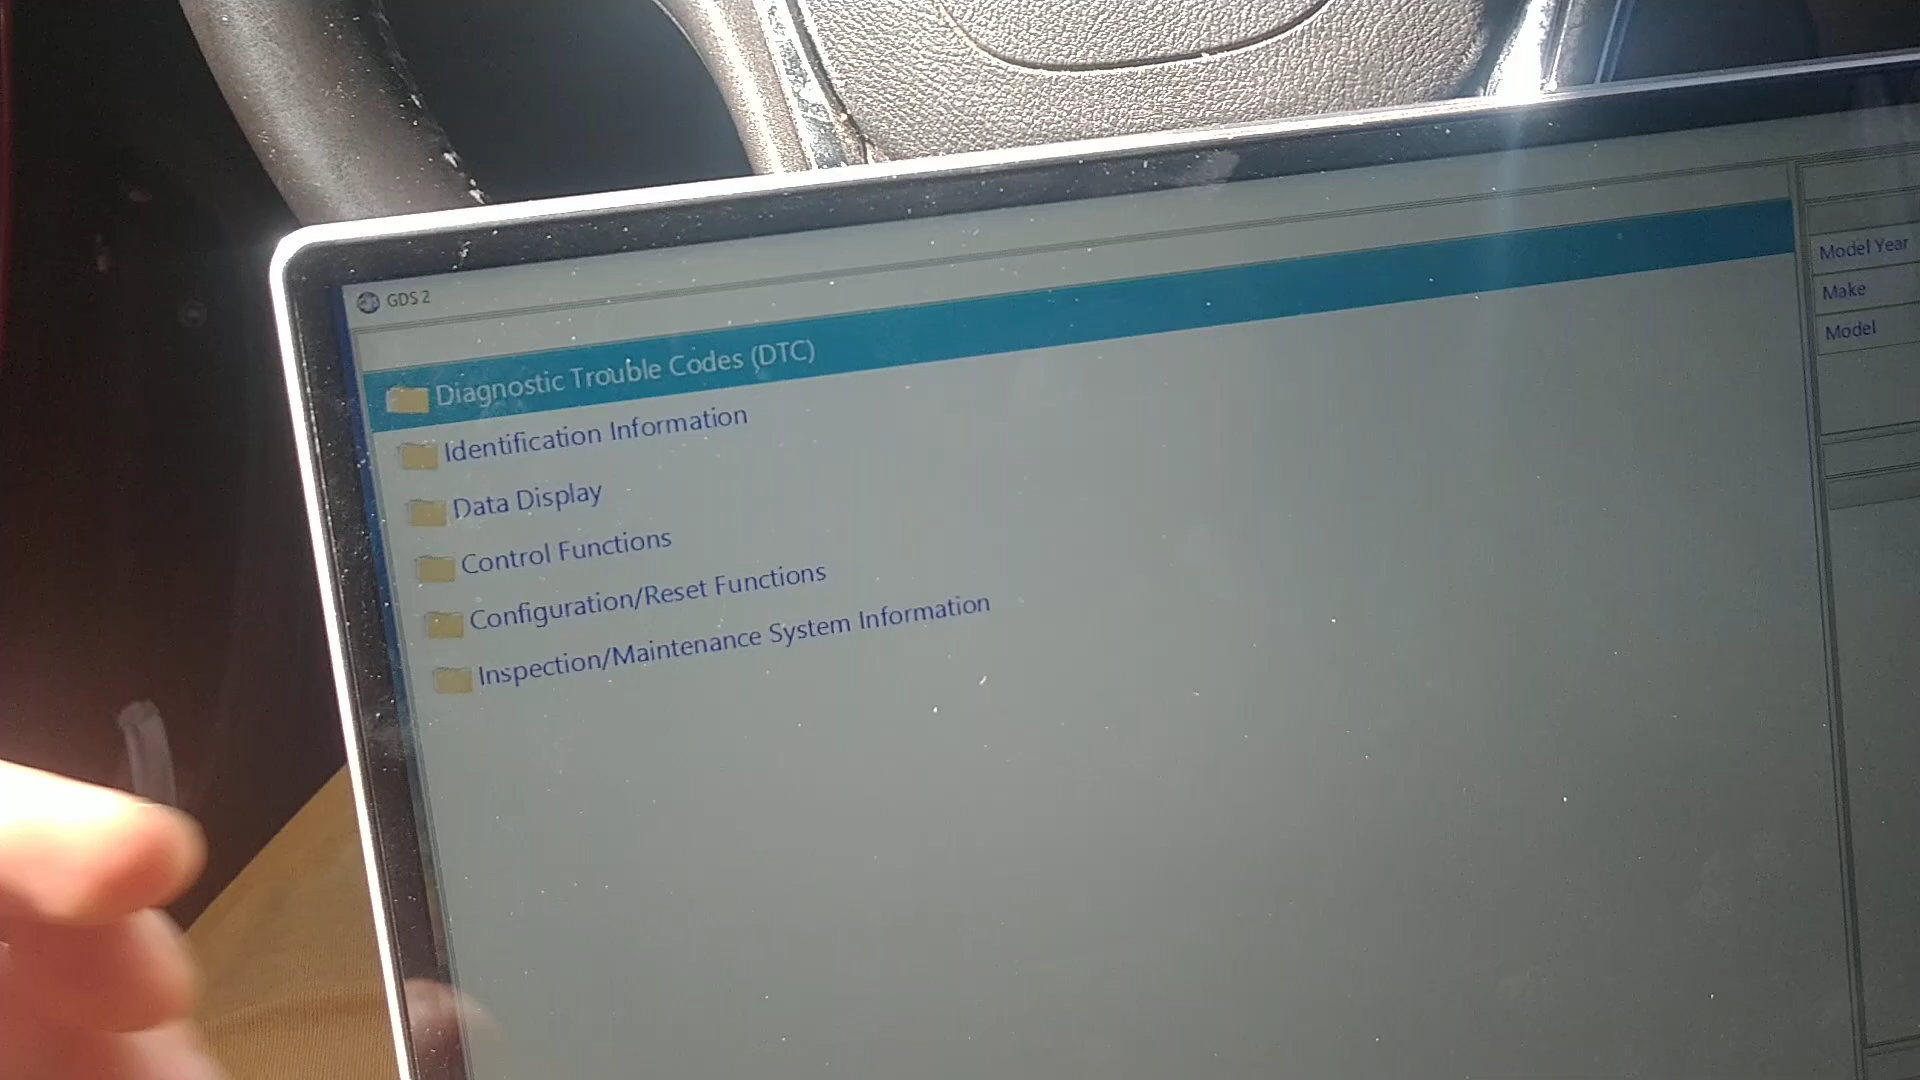 GDS 2
Diagnostic Trouble Codes (DTC)
Identification Information
Data Display
Control Functions
Configuration/Reset Functions
Inspection/Maintenance System Information
Model Year
Make
Model